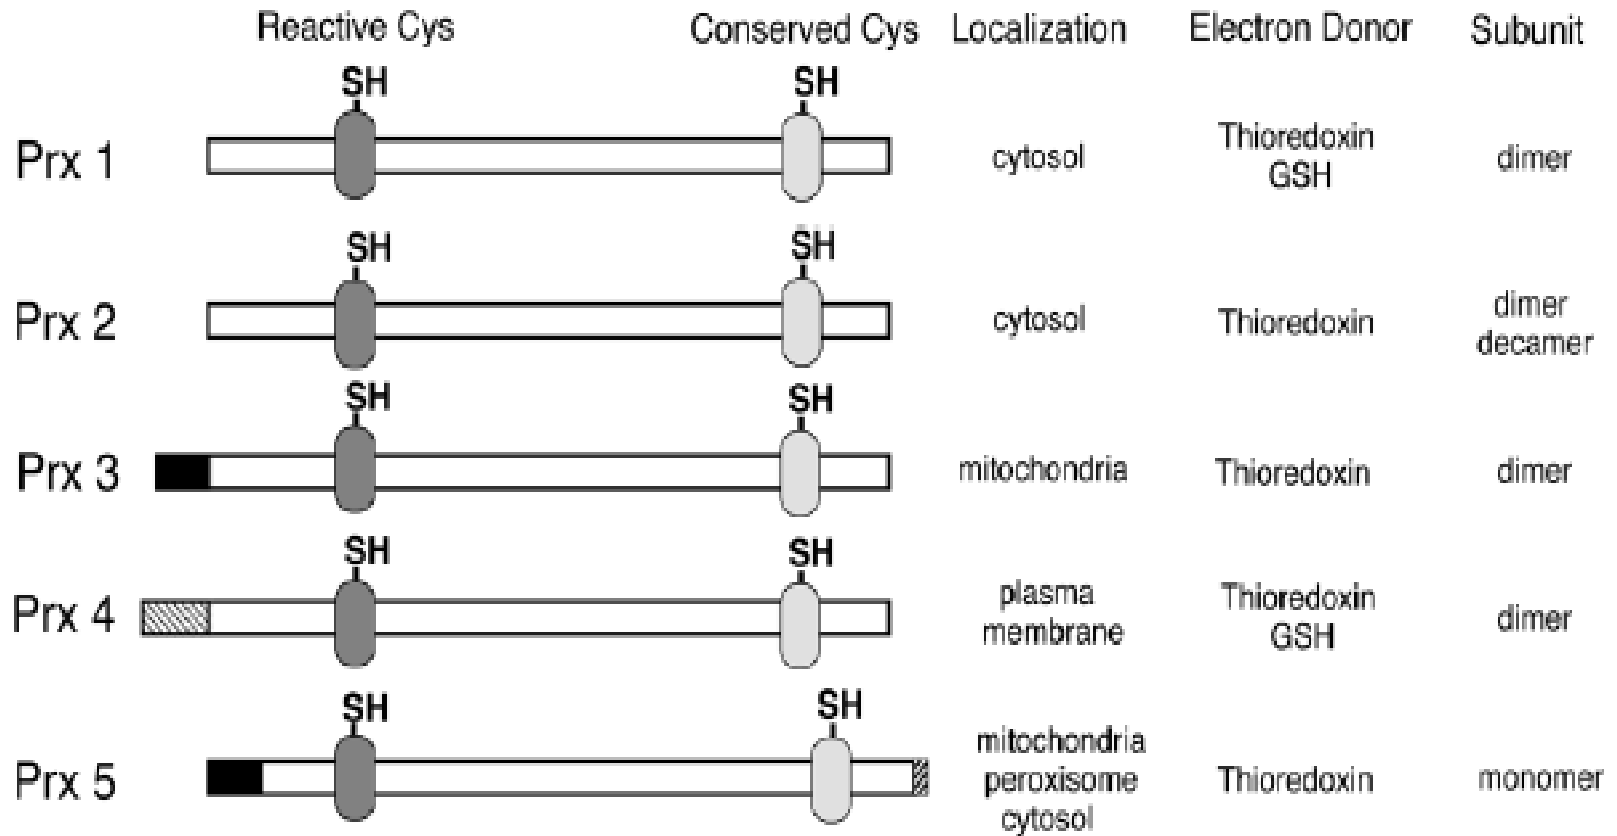 Reactive Cys Conserved Cys Localization Electron Donor Subunit
SH SH
Prx 1 cytosol Thioredoxin GSH dimer
SH SH
Prx 2 cytosol Thioredoxin dimer decamer
SH SH
Prx 3 mitochondria Thioredoxin dimer
SH SH
Prx 4 plasma membrane Thioredoxin GSH dimer
SH SH
Prx 5 mitochondria peroxisome cytosol Thioredoxin monomer